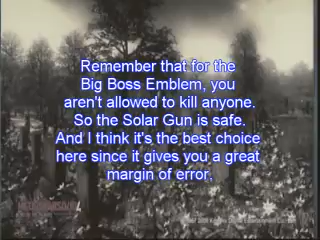 Remember that for the
Big Boss Emblem, you
aren't allowed to kill anyone.
So the Solar Gun is safe.
And I think it's the best choice
here since it gives you a great
margin of error.